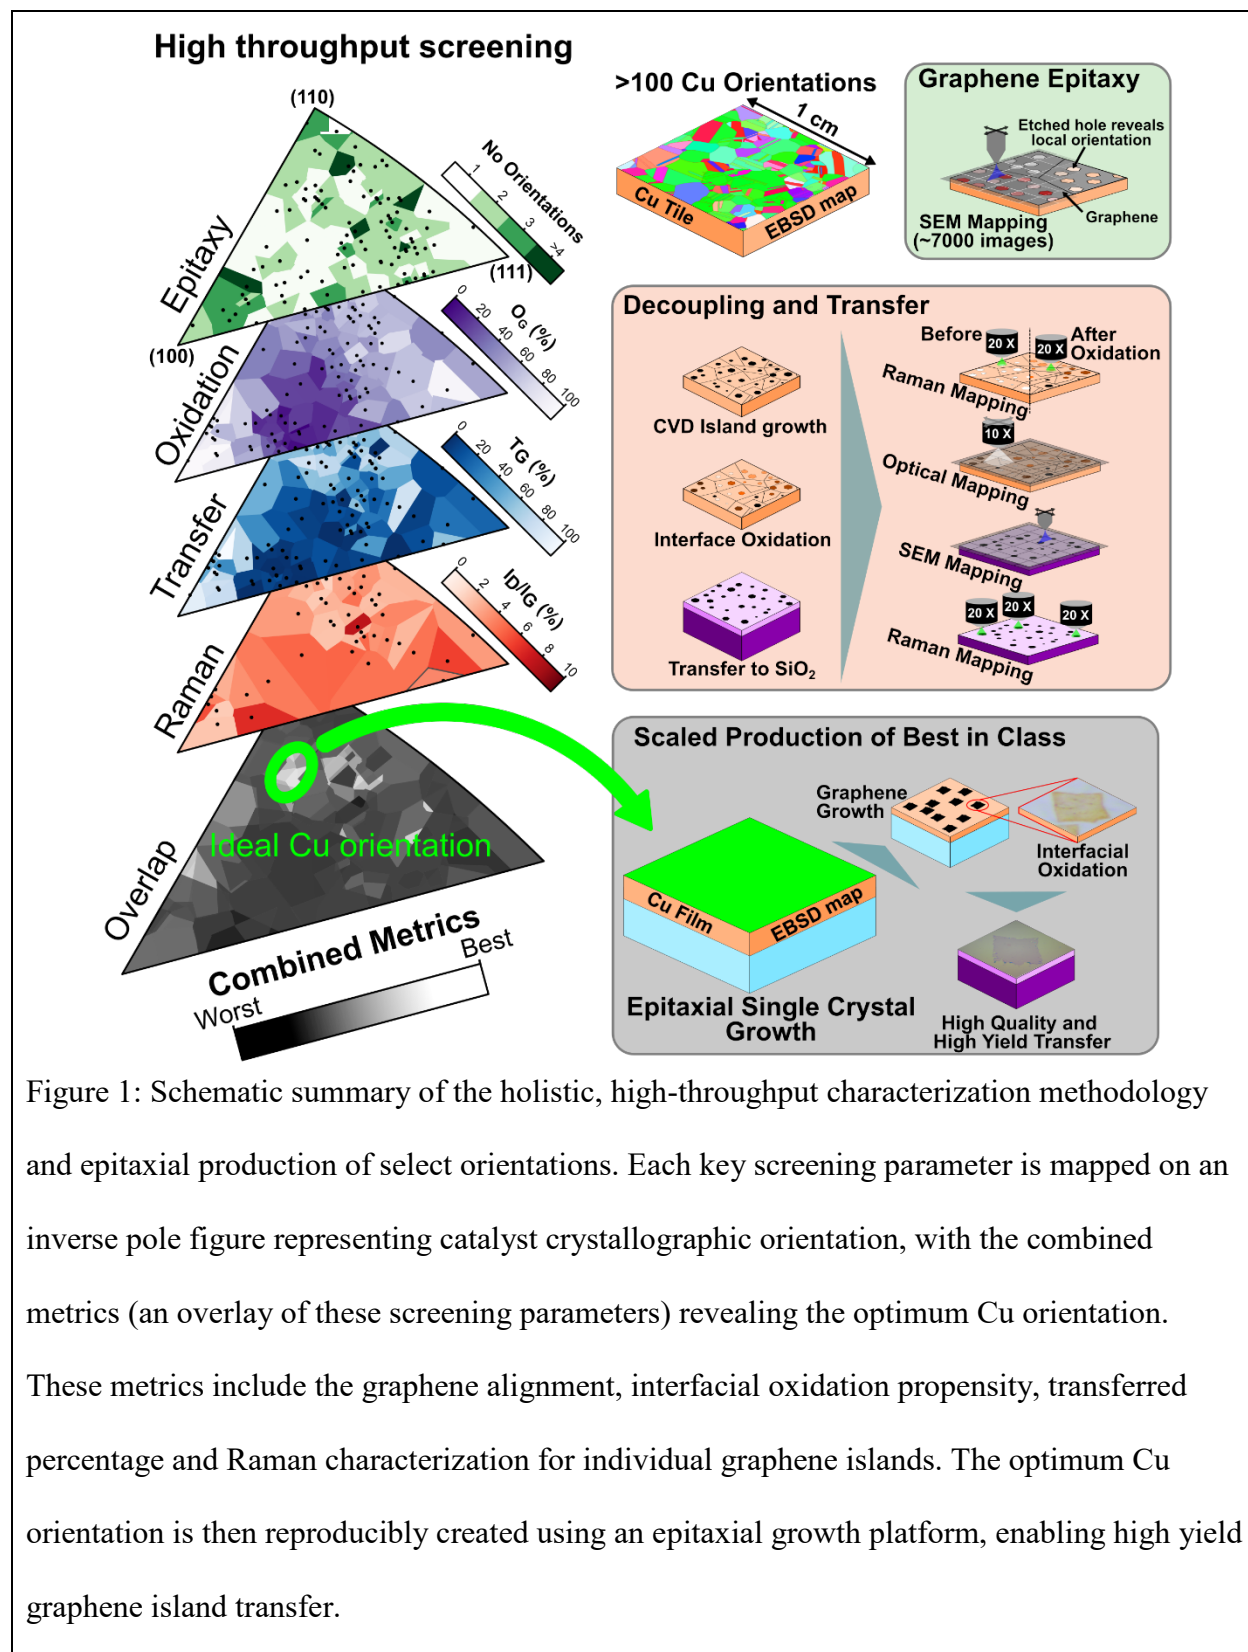 High throughput screening
(110)
No Orientations
1
2
3
>4
Epitaxy
(111)
(100)
>100 Cu Orientations
1 cm
Cu Tile
EBSD map
Graphene Epitaxy
Etched hole reveals
local orientation
Graphene
SEM Mapping
(~7000 images)
O_G (%)
0
20
40
60
80
100
Oxidation
T_G (%)
0
20
40
60
80
100
Transfer
I_D/I_G (%)
0
2
4
6
8
10
Raman
Decoupling and Transfer
CVD Island growth
Interface Oxidation
Transfer to SiO₂
Before
20 X
20 X
After
Oxidation
Raman Mapping
10 X
Optical Mapping
SEM Mapping
20 X
20 X
20 X
Raman Mapping
Ideal Cu orientation
Overlap
Combined Metrics
Worst
Best
Scaled Production of Best in Class
Graphene
Growth
Interfacial
Oxidation
Cu Film
EBSD map
Epitaxial Single Crystal
Growth
High Quality and
High Yield Transfer
Figure 1: Schematic summary of the holistic, high-throughput characterization methodology
and epitaxial production of select orientations. Each key screening parameter is mapped on an
inverse pole figure representing catalyst crystallographic orientation, with the combined
metrics (an overlay of these screening parameters) revealing the optimum Cu orientation.
These metrics include the graphene alignment, interfacial oxidation propensity, transferred
percentage and Raman characterization for individual graphene islands. The optimum Cu
orientation is then reproducibly created using an epitaxial growth platform, enabling high yield
graphene island transfer.